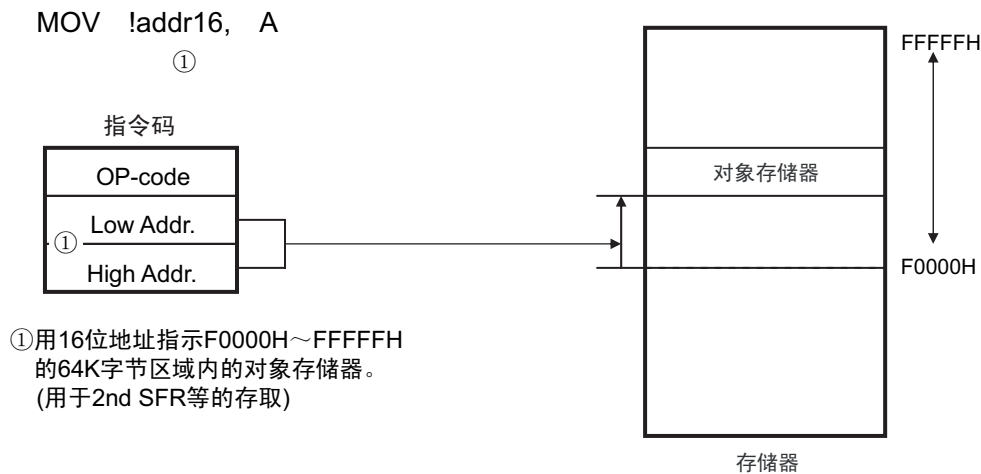 MOV !addr16, A
①
指令码
OP-code
Low Addr.
①
High Addr.
①用16位地址指示F0000H～FFFFFH
的64K字节区域内的对象存储器。
(用于2nd SFR等的存取)
FFFFFH
对象存储器
F0000H
存储器